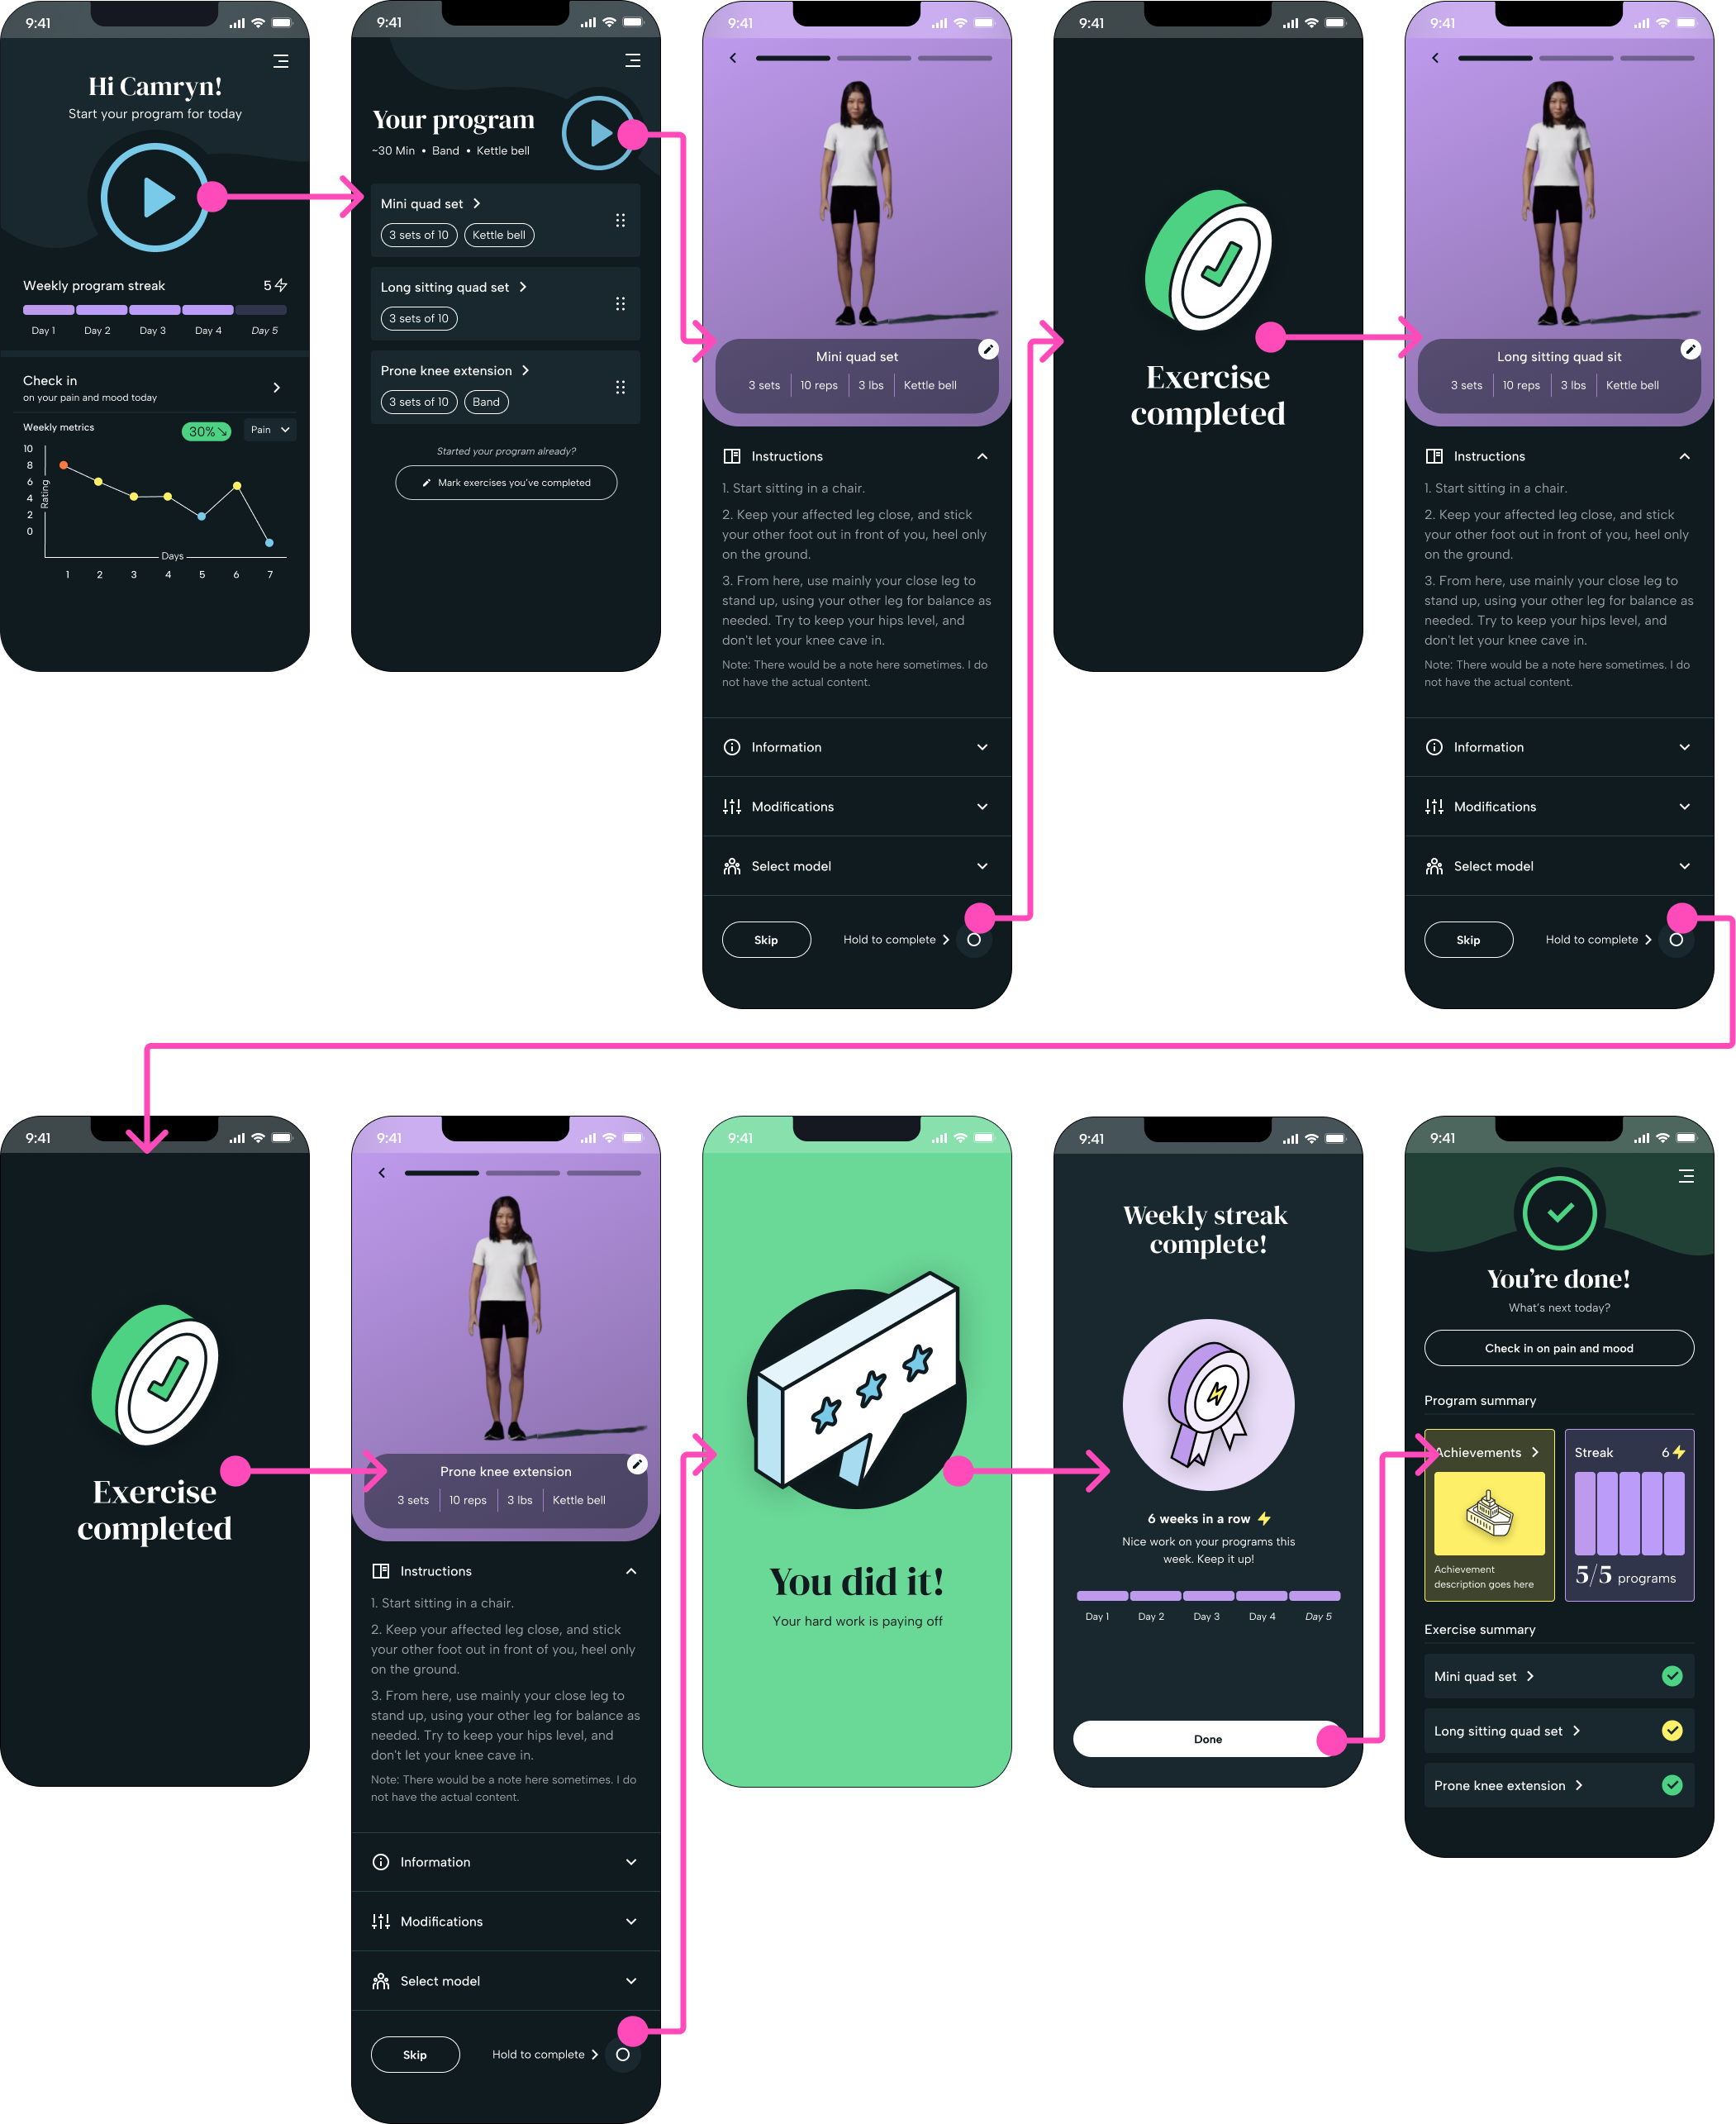 9:41
Hi Camryn!
Start your program for today
Weekly program streak
5
Day 1 Day 2 Day 3 Day 4 Day 5
Check in
on your pain and mood today
Weekly metrics
30%
Pain
10
8
6
4
2
0
Rating
Days
1 2 3 4 5 6 7
9:41
Your program
~30 Min • Band • Kettle bell
Mini quad set
3 sets of 10
Kettle bell
Long sitting quad set
3 sets of 10
Prone knee extension
3 sets of 10
Band
Started your program already?
Mark exercises you've completed
9:41
Mini quad set
3 sets 10 reps 3 lbs Kettle bell
Instructions
1. Start sitting in a chair.
2. Keep your affected leg close, and stick
your other foot out in front of you, heel only
on the ground.
3. From here, use mainly your close leg to
stand up, using your other leg for balance as
needed. Try to keep your hips level, and
don't let your knee cave in.
Note: There would be a note here sometimes. I do
not have the actual content.
Information
Modifications
Select model
Skip
Hold to complete
9:41
Exercise
completed
9:41
Long sitting quad sit
3 sets 10 reps 3 lbs Kettle bell
Instructions
1. Start sitting in a chair.
2. Keep your affected leg close, and stick
your other foot out in front of you, heel only
on the ground.
3. From here, use mainly your close leg to
stand up, using your other leg for balance as
needed. Try to keep your hips level, and
don't let your knee cave in.
Note: There would be a note here sometimes. I do
not have the actual content.
Information
Modifications
Select model
Skip
Hold to complete
9:41
Exercise
completed
9:41
Prone knee extension
3 sets 10 reps 3 lbs Kettle bell
Instructions
1. Start sitting in a chair.
2. Keep your affected leg close, and stick
your other foot out in front of you, heel only
on the ground.
3. From here, use mainly your close leg to
stand up, using your other leg for balance as
needed. Try to keep your hips level, and
don't let your knee cave in.
Note: There would be a note here sometimes. I do
not have the actual content.
Information
Modifications
Select model
Skip
Hold to complete
9:41
You did it!
Your hard work is paying off
9:41
Weekly streak
complete!
6 weeks in a row
Nice work on your programs this
week. Keep it up!
Day 1 Day 2 Day 3 Day 4 Day 5
Done
9:41
You're done!
What's next today?
Check in on pain and mood
Program summary
Achievements
Achievement
description goes here
Streak
6
5/5 programs
Exercise summary
Mini quad set
Long sitting quad set
Prone knee extension